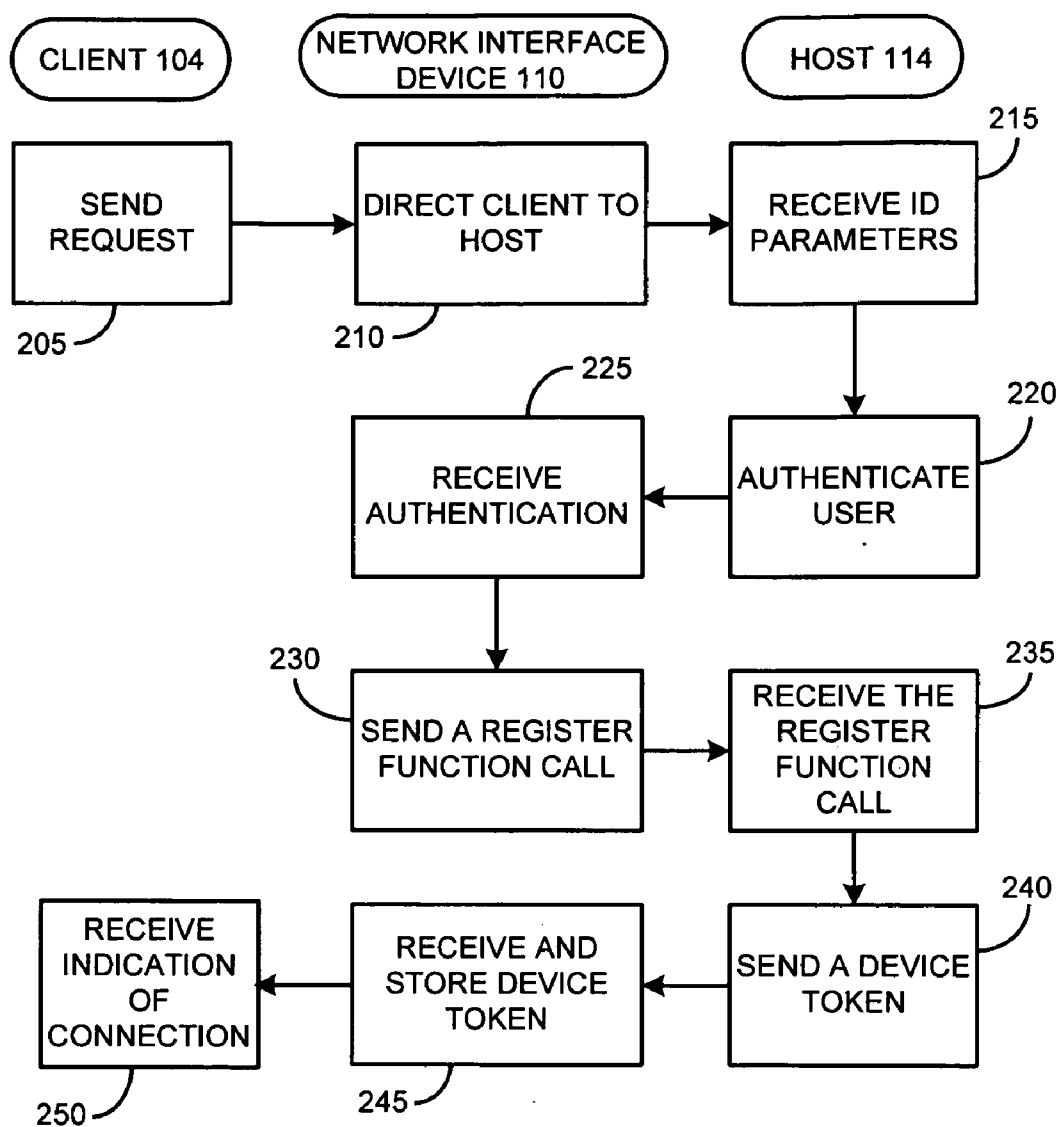 CLIENT 104
NETWORK INTERFACE
DEVICE 110
HOST 114
215
SEND
REQUEST
DIRECT CLIENT TO
HOST
RECEIVE ID
PARAMETERS
205
210
225
220
RECEIVE
AUTHENTICATION
AUTHENTICATE
USER
230
235
SEND A REGISTER
FUNCTION CALL
RECEIVE THE
REGISTER
FUNCTION
CALL
240
RECEIVE
INDICATION
OF
CONNECTION
RECEIVE AND
STORE DEVICE
TOKEN
SEND A DEVICE
TOKEN
250
245